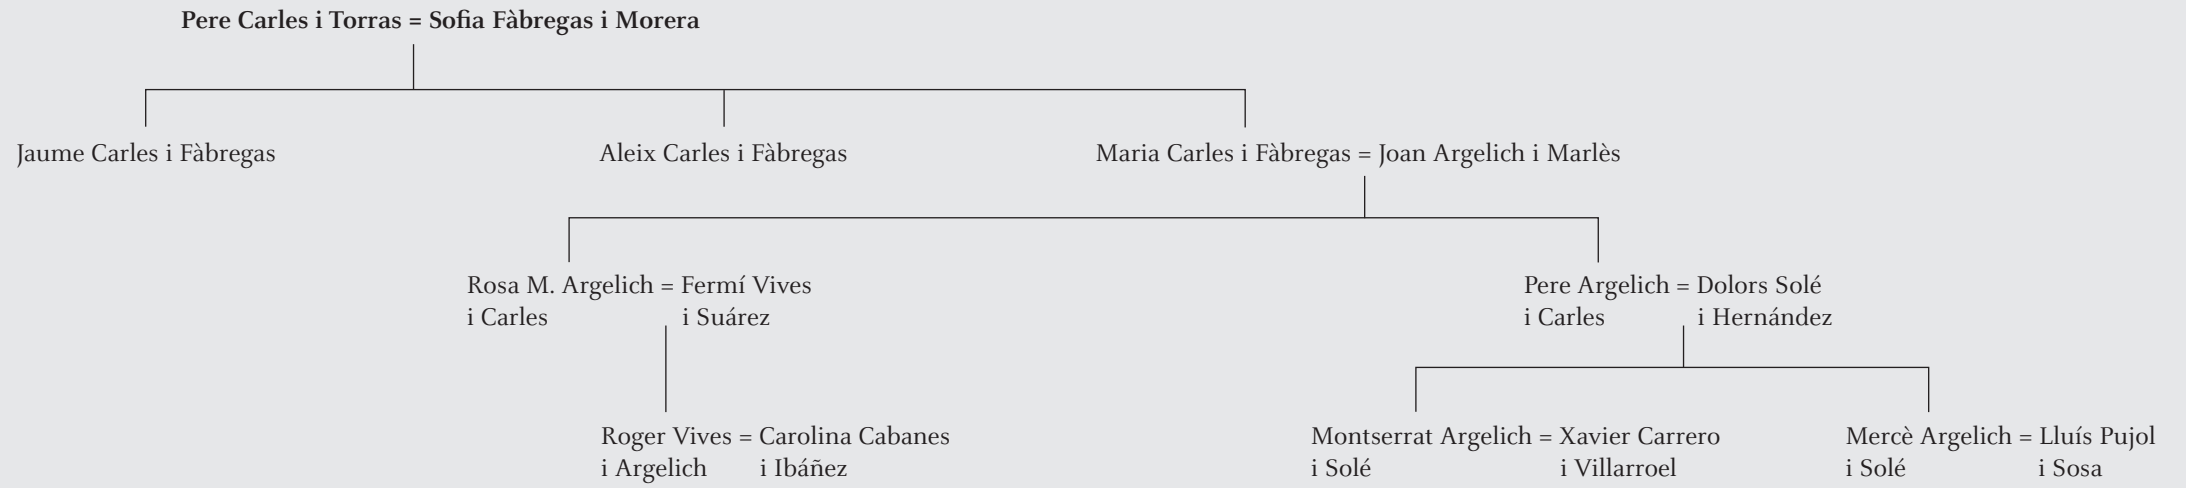 Pere Carles i Torras = Sofia Fàbregas i Morera
Jaume Carles i Fàbregas
Aleix Carles i Fàbregas
Maria Carles i Fàbregas = Joan Argelich i Marlès
Rosa M. Argelich = Fermí Vives
i Carles i Suárez
Pere Argelich = Dolors Solé
i Carles i Hernández
Roger Vives = Carolina Cabanes
i Argelich i Ibáñez
Montserrat Argelich = Xavier Carrero
i Solé i Villarroel
Mercè Argelich = Lluís Pujol
i Solé i Sosa